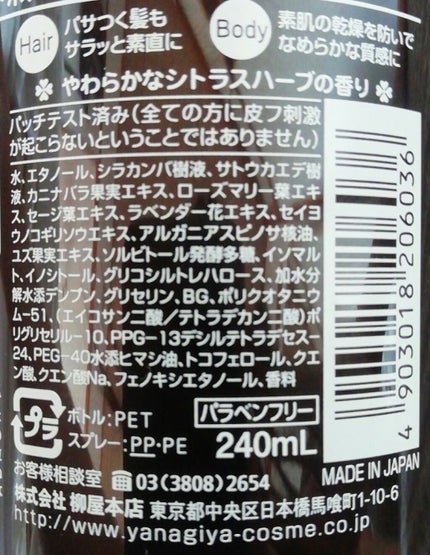 Hair
パサつく髪も
サラッと素直に
Body
素肌の乾燥を防いで
なめらかな質感に
やわらかなシトラスハーブの香り
パッチテスト済み(全ての方に皮フ刺激
が起こらないということではありません)
水、エタノール、シラカンバ樹液、サトウカエデ樹
液、カニナバラ果実エキス、ローズマリー葉エキ
ス、セージ葉エキス、ラベンダー花エキス、セイヨ
ウノコギリソウエキス、アルガニアスピノサ核油、
ユズ果実エキス、ソルビトール発酵多糖、イソマル
ト、イノシトール、グリコシルトレハロース、加水分
解水添デンプン、グリセリン、BG、ポリクオタニウ
ム-51、(エイコサン二酸/テトラデカン二酸)ポ
リグリセリル-10、PPG-13デシルテトラデセス-
24、PEG-40水添ヒマシ油、トコフェロール、クエ
ン酸、クエン酸Na、フェノキシエタノール、香料
プラ
ボトル:PET
スプレー:PP・PE
パラベンフリー
240mL
4903018206036
MADE IN JAPAN
お客様相談室 03(3808)2654
株式会社 柳屋本店 東京都中央区日本橋馬喰町1-10-6
http://www.yanagiya-cosme.co.jp